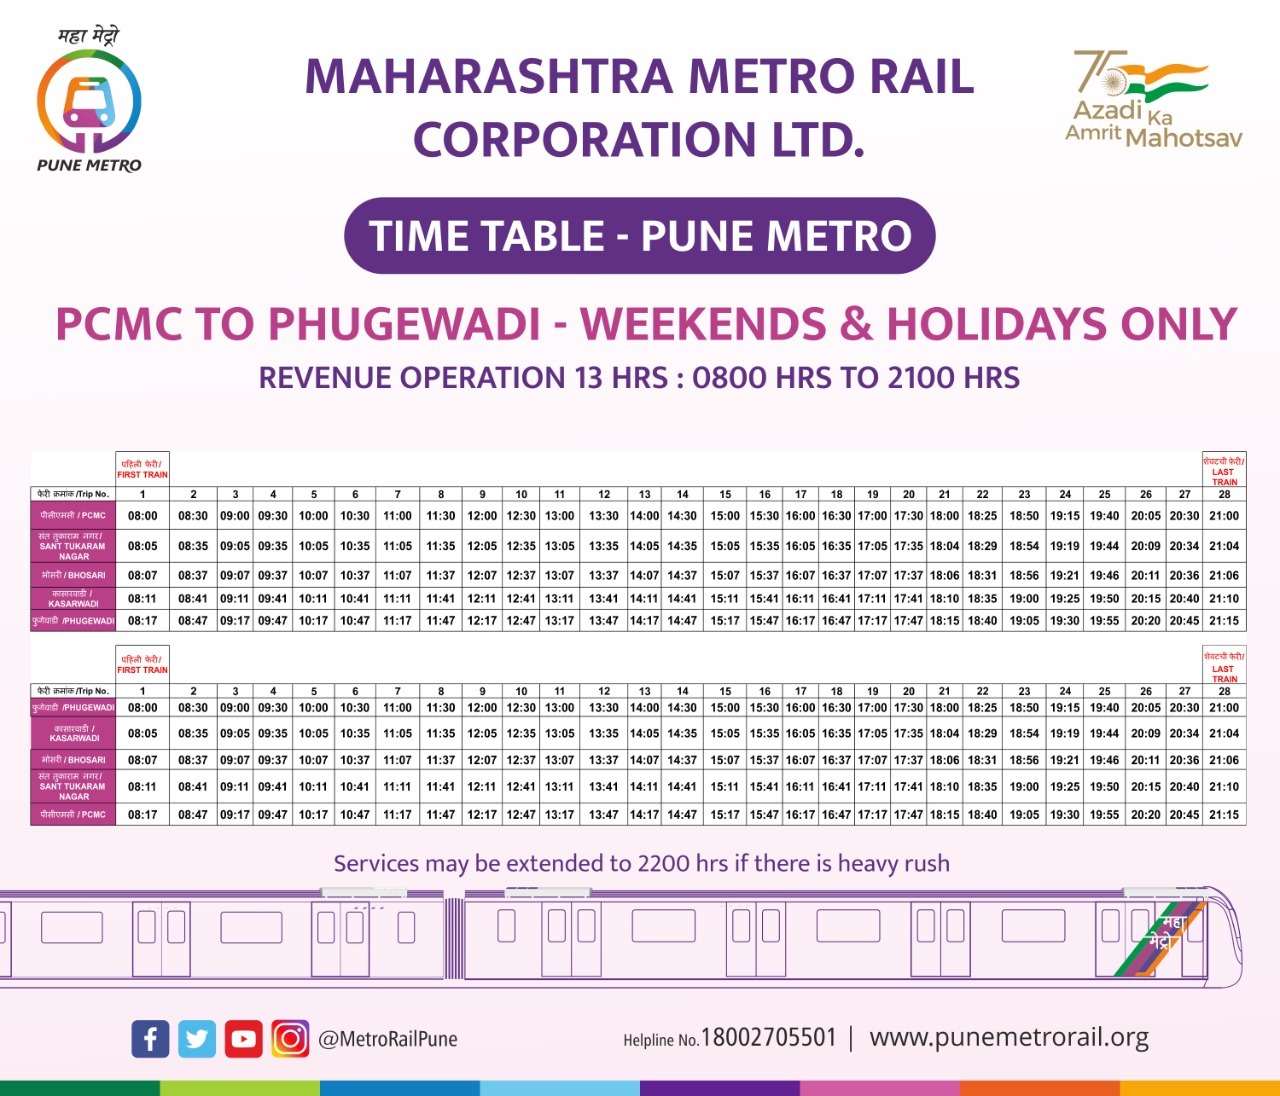 महा मेट्रो
PUNE METRO
MAHARASHTRA METRO RAIL
CORPORATION LTD.
75
Azadi Ka
Amrit Mahotsav
TIME TABLE - PUNE METRO
PCMC TO PHUGEWADI - WEEKENDS & HOLIDAYS ONLY
REVENUE OPERATION 13 HRS : 0800 HRS TO 2100 HRS
पहिली फेरी/
FIRST TRAIN
शेवटची फेरी/
LAST
TRAIN
फेरी क्रमांक /Trip No. 1 2 3 4 5 6 7 8 9 10 11 12 13 14 15 16 17 18 19 20 21 22 23 24 25 26 27 28
पीसीएमसी / PCMC 08:00 08:30 09:00 09:30 10:00 10:30 11:00 11:30 12:00 12:30 13:00 13:30 14:00 14:30 15:00 15:30 16:00 16:30 17:00 17:30 18:00 18:25 18:50 19:15 19:40 20:05 20:30 21:00
संत तुकाराम नगर/
SANT TUKARAM
NAGAR
08:05 08:35 09:05 09:35 10:05 10:35 11:05 11:35 12:05 12:35 13:05 13:35 14:05 14:35 15:05 15:35 16:05 16:35 17:05 17:35 18:04 18:29 18:54 19:19 19:44 20:09 20:34 21:04
भोसरी / BHOSARI 08:07 08:37 09:07 09:37 10:07 10:37 11:07 11:37 12:07 12:37 13:07 13:37 14:07 14:37 15:07 15:37 16:07 16:37 17:07 17:37 18:06 18:31 18:56 19:21 19:46 20:11 20:36 21:06
कासारवाडी /
KASARWADI
08:11 08:41 09:11 09:41 10:11 10:41 11:11 11:41 12:11 12:41 13:11 13:41 14:11 14:41 15:11 15:41 16:11 16:41 17:11 17:41 18:10 18:35 19:00 19:25 19:50 20:15 20:40 21:10
फुगेवाडी /PHUGEWADI 08:17 08:47 09:17 09:47 10:17 10:47 11:17 11:47 12:17 12:47 13:17 13:47 14:17 14:47 15:17 15:47 16:17 16:47 17:17 17:47 18:15 18:40 19:05 19:30 19:55 20:20 20:45 21:15
पहिली फेरी/
FIRST TRAIN
शेवटची फेरी/
LAST
TRAIN
फेरी क्रमांक /Trip No. 1 2 3 4 5 6 7 8 9 10 11 12 13 14 15 16 17 18 19 20 21 22 23 24 25 26 27 28
फुगेवाडी /PHUGEWADI 08:00 08:30 09:00 09:30 10:00 10:30 11:00 11:30 12:00 12:30 13:00 13:30 14:00 14:30 15:00 15:30 16:00 16:30 17:00 17:30 18:00 18:25 18:50 19:15 19:40 20:05 20:30 21:00
कासारवाडी /
KASARWADI
08:05 08:35 09:05 09:35 10:05 10:35 11:05 11:35 12:05 12:35 13:05 13:35 14:05 14:35 15:05 15:35 16:05 16:35 17:05 17:35 18:04 18:29 18:54 19:19 19:44 20:09 20:34 21:04
भोसरी / BHOSARI 08:07 08:37 09:07 09:37 10:07 10:37 11:07 11:37 12:07 12:37 13:07 13:37 14:07 14:37 15:07 15:37 16:07 16:37 17:07 17:37 18:06 18:31 18:56 19:21 19:46 20:11 20:36 21:06
संत तुकाराम नगर/
SANT TUKARAM
NAGAR
08:11 08:41 09:11 09:41 10:11 10:41 11:11 11:41 12:11 12:41 13:11 13:41 14:11 14:41 15:11 15:41 16:11 16:41 17:11 17:41 18:10 18:35 19:00 19:25 19:50 20:15 20:40 21:10
पीसीएमसी / PCMC 08:17 08:47 09:17 09:47 10:17 10:47 11:17 11:47 12:17 12:47 13:17 13:47 14:17 14:47 15:17 15:47 16:17 16:47 17:17 17:47 18:15 18:40 19:05 19:30 19:55 20:20 20:45 21:15
Services may be extended to 2200 hrs if there is heavy rush
महा
मेट्रो
@MetroRailPune
Helpline No.18002705501 | www.punemetrorail.org